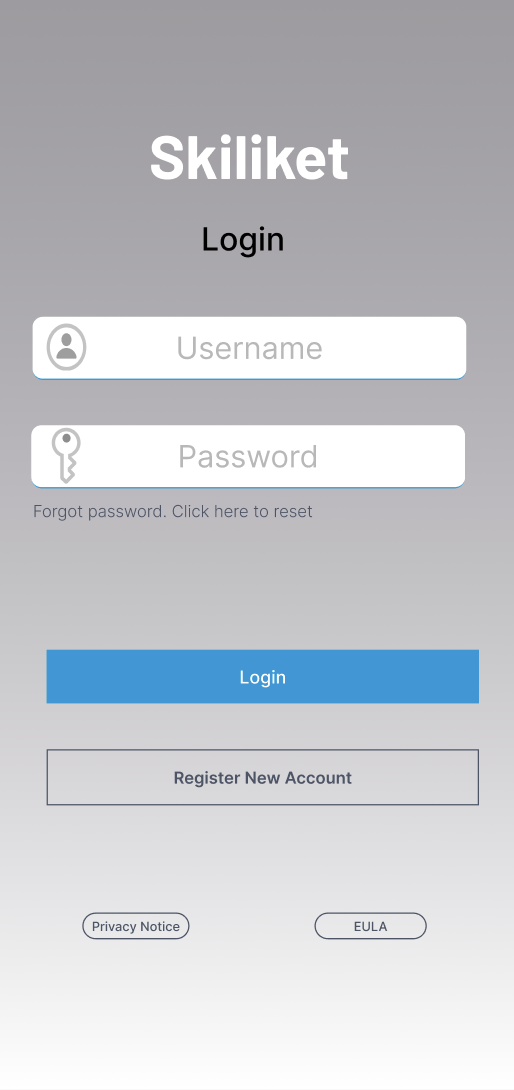 Skiliket
Login
Username
Password
Forgot password. Click here to reset
Login
Register New Account
Privacy Notice
EULA